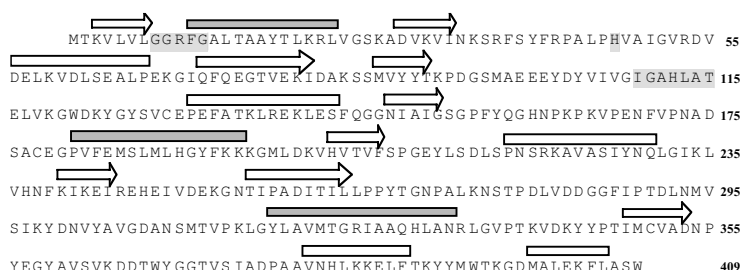 MTKVLVLGGRFGALTAAYTLKRLVGSKADVKVINKSRFSYFRPALPHVAIGVRDV 55
DELKVDLSEALPEKGIQFQEGTVEKIDAKSSMVYYTKPDGSMAEEEYDYVIVGIGAHLAT 115
ELVKGWDKYGYSVCEPEFATKLREKLESFQGGNIAIGSGPFYQGHNPKPKVPENFVPNAD 175
SACEGPVFEMSLMLHGYFKKKGMLDKVHVTVFSPGEYLSDLSPNSRKAVASIYNQLGIKL 235
VHNFKIKEIREHEIVDEKGNTIPADITILLPPYTGNPALKNSTPDLVDDGGFIPTDLNMV 295
SIKYDNVYAVGDANSMTVPKLGYLAVMTGRIAAQHLANRLGVPTKVDKYYPTIMCVADNP 355
YEGYAVSVKDDTWYGGTVSIADPAAVNHLKKELFTKYYMWTKGDMALEKFLASW 409